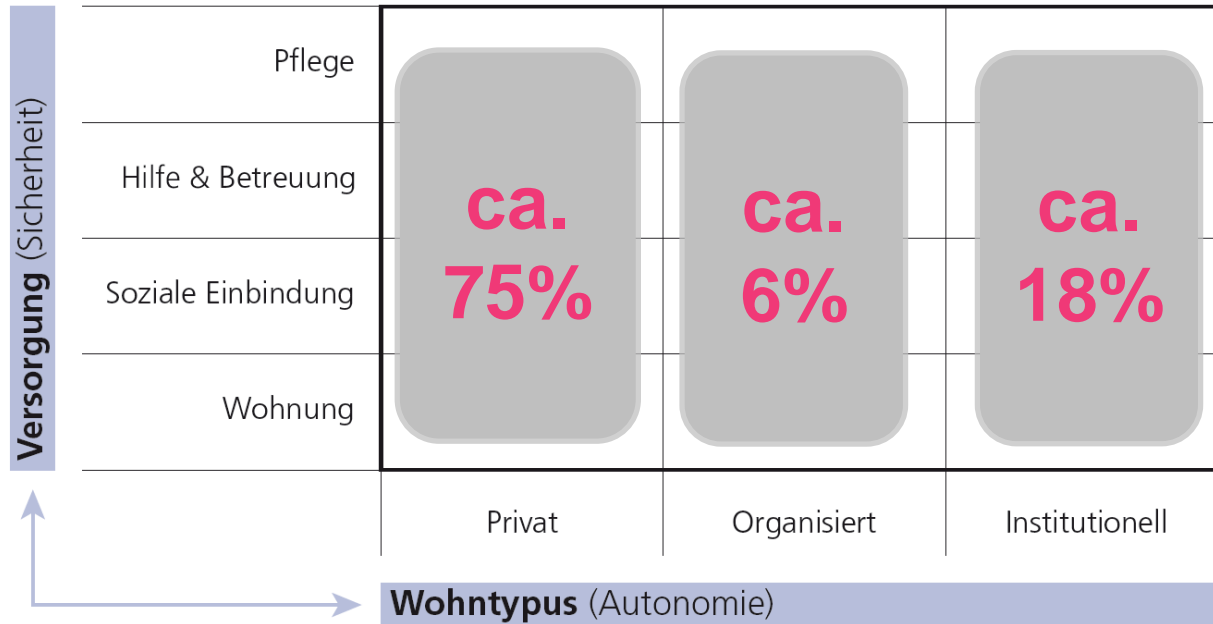 Versorgung (Sicherheit)
Pflege
Hilfe & Betreuung
Soziale Einbindung
Wohnung
ca.
75%
ca.
6%
ca.
18%
Privat
Organisiert
Institutionell
Wohntypus (Autonomie)